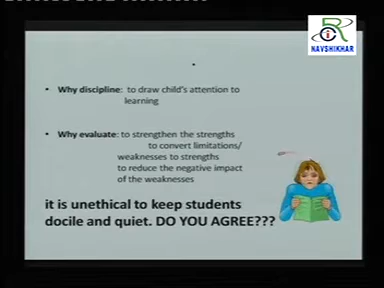 NAVSHIKHAR
• Why discipline: to draw child's attention to
learning
• Why evaluate: to strengthen the strengths
to convert limitations/
weaknesses to strengths
to reduce the negative impact
of the weaknesses
it is unethical to keep students
docile and quiet. DO YOU AGREE???